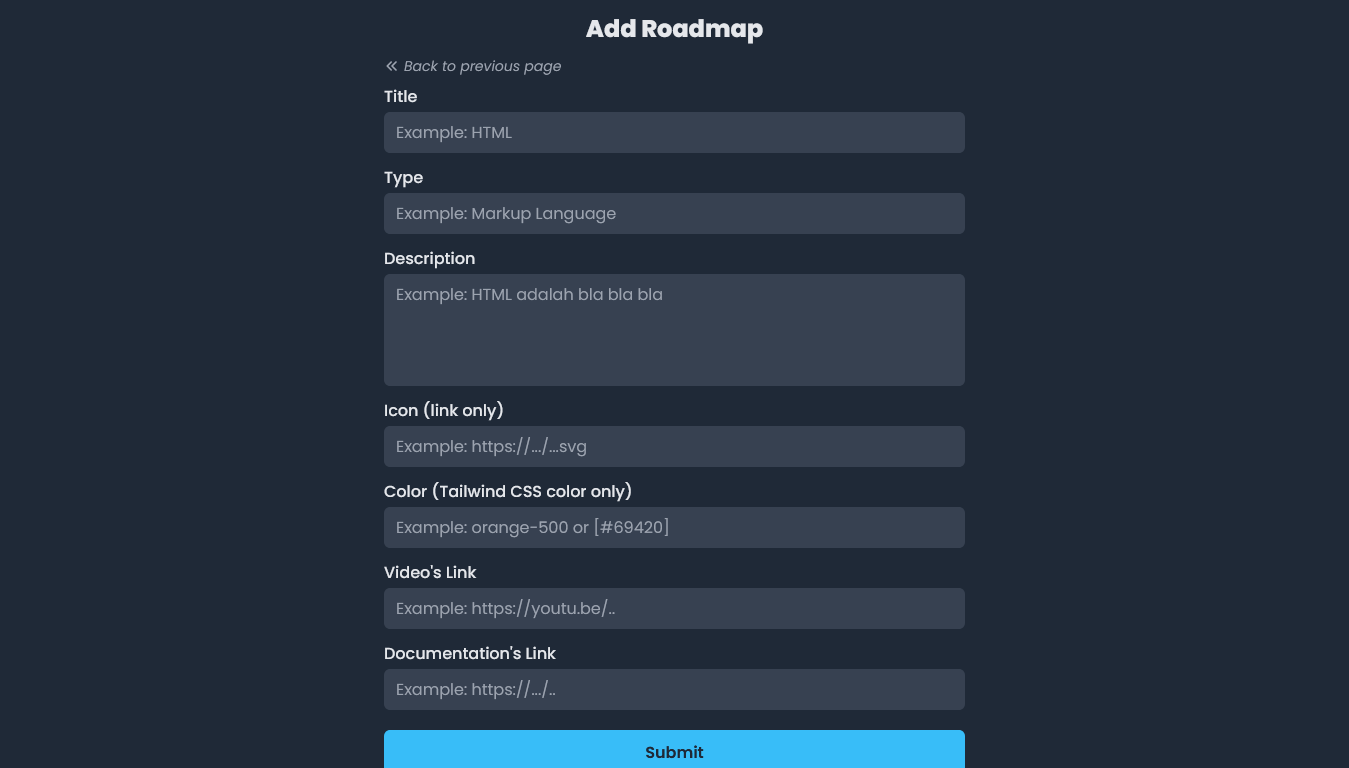 Add Roadmap
Back to previous page
Title
Example: HTML
Type
Example: Markup Language
Description
Example: HTML adalah bla bla bla
Icon (link only)
Example: https://.../...svg
Color (Tailwind CSS color only)
Example: orange-500 or [#69420]
Video's Link
Example: https://youtu.be/..
Documentation's Link
Example: https://.../..
Submit